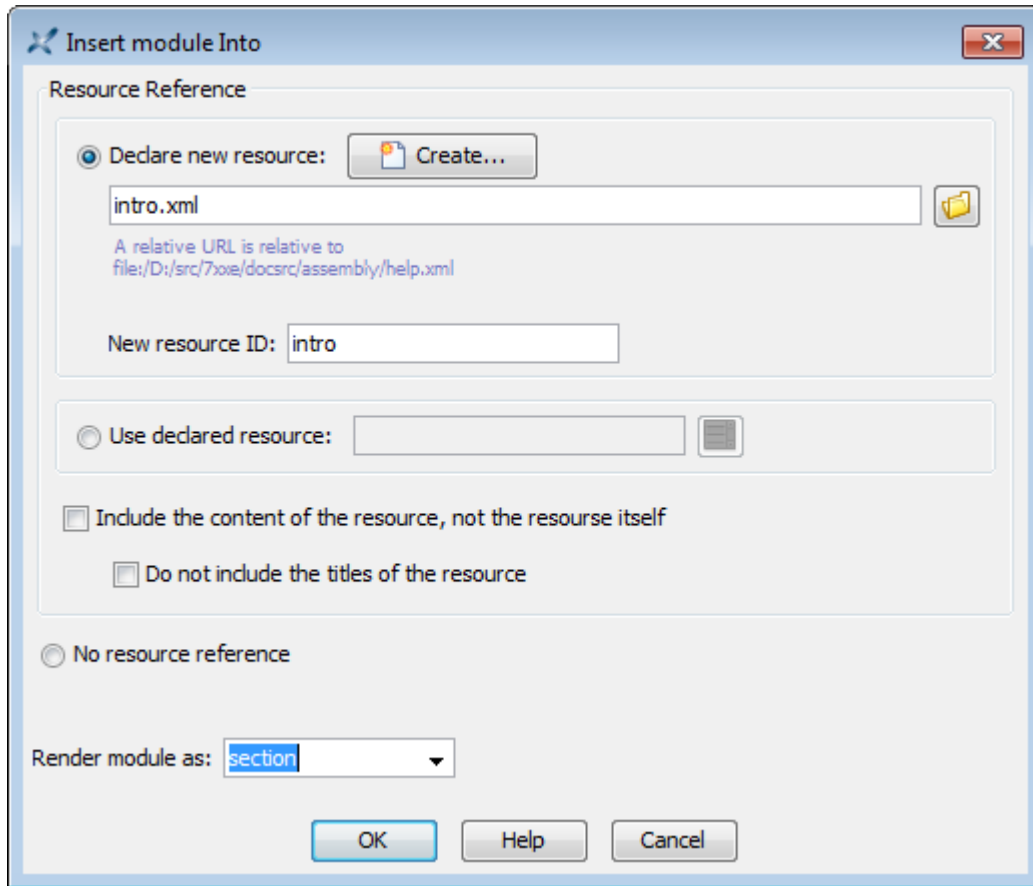 Insert module Into
Resource Reference
Declare new resource:
Create...
intro.xml
A relative URL is relative to
file:/D:/src/7xxe/docsrc/assembly/help.xml
New resource ID: intro
Use declared resource:
Include the content of the resource, not the resourse itself
Do not include the titles of the resource
No resource reference
Render module as: section
OK Help Cancel